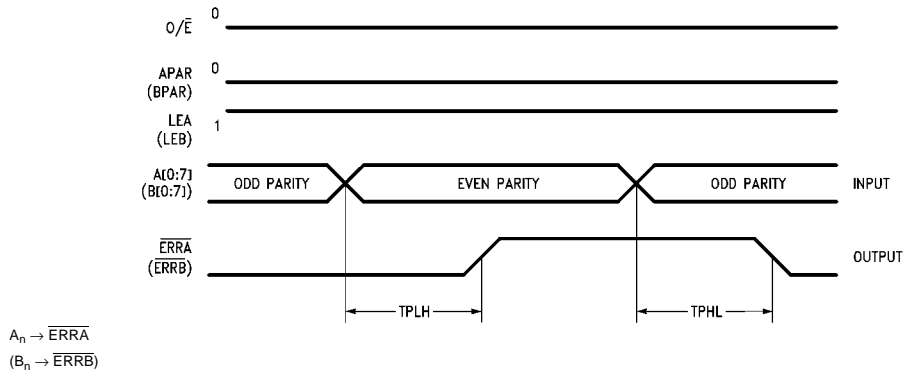 O/E̅ 0
APAR 0
(BPAR)
LEA 1
(LEB)
A[0:7]
(B[0:7])
ODD PARITY EVEN PARITY ODD PARITY INPUT
E̅R̅R̅A̅
(E̅R̅R̅B̅)
OUTPUT
TPLH TPHL
Aₙ → E̅R̅R̅A̅
(Bₙ → E̅R̅R̅B̅)